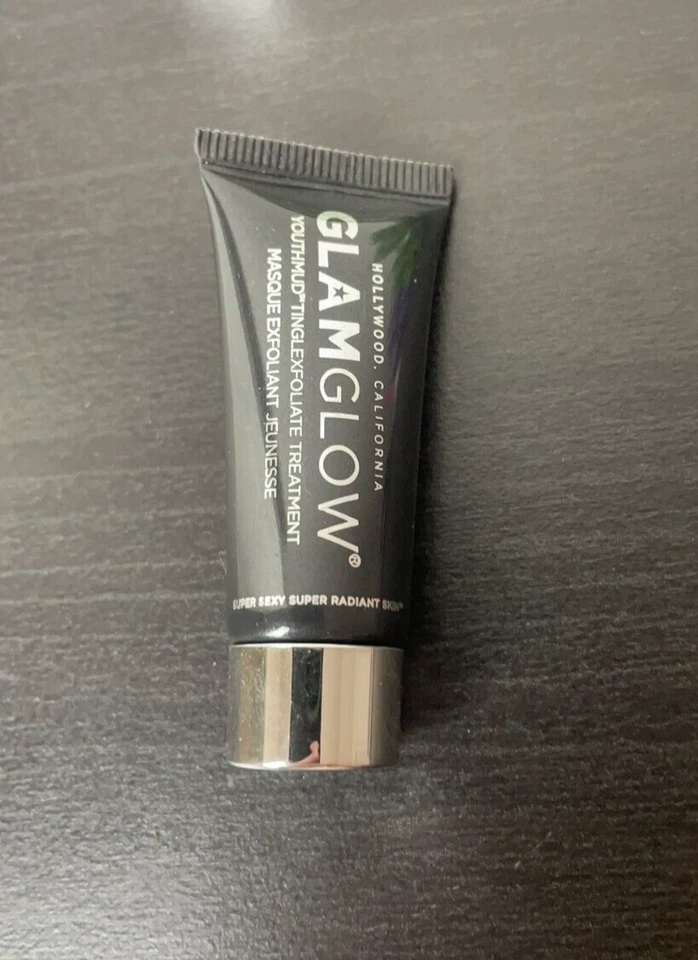 HOLLYWOOD, CALIFORNIA
GLAMGLOW®
YOUTHMUD™ TINGLEXFOLIATE TREATMENT
MASQUE EXFOLIANT JEUNESSE
SUPER SEXY SUPER RADIANT SKIN™